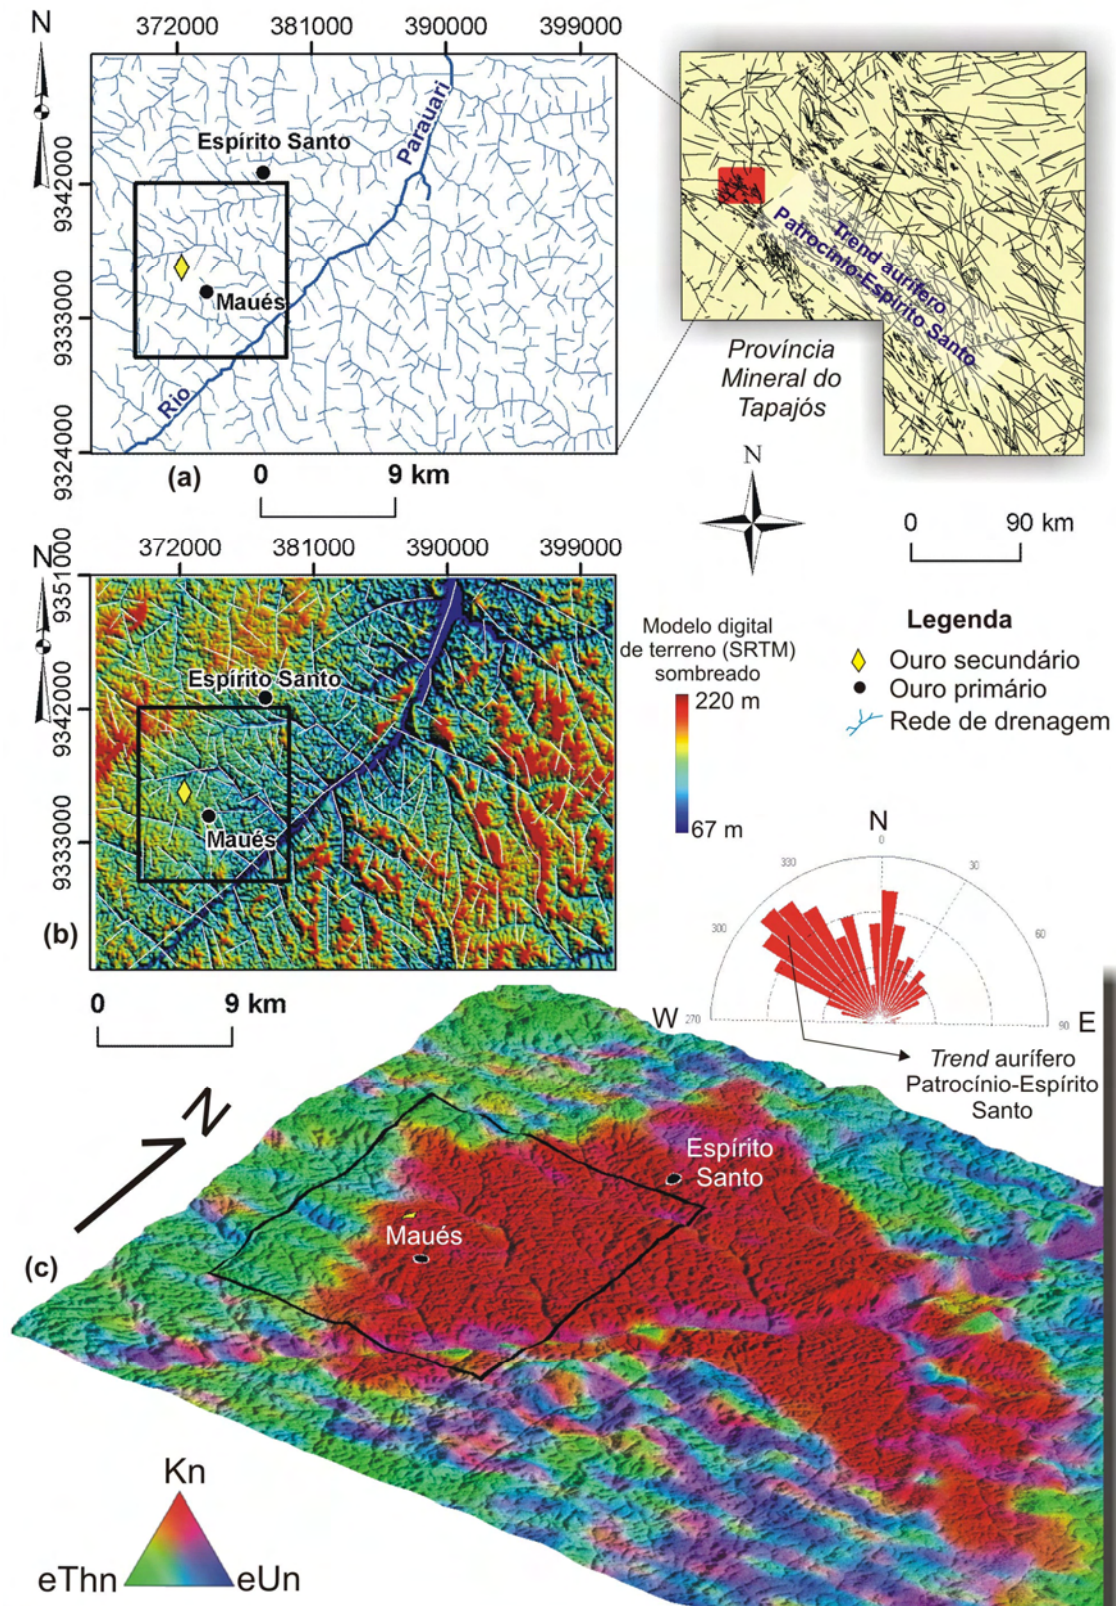 N
372000 381000 390000 399000
9342000
9333000
9324000
Espírito Santo
Parauari
Maués
Rio
(a)
0 9 km
Trend aurífero
Patrocínio-Espírito Santo
Província
Mineral do
Tapajós
N
0 90 km
N
372000 381000 390000 399000
9351000
9342000
9333000
Espírito Santo
Maués
(b)
0 9 km
Modelo digital
de terreno (SRTM)
sombreado
220 m
67 m
Legenda
Ouro secundário
Ouro primário
Rede de drenagem
N
0
330 30
300 60
W 270 90 E
Trend aurífero
Patrocínio-Espírito
Santo
N
Espírito
Santo
Maués
(c)
Kn
eThn eUn